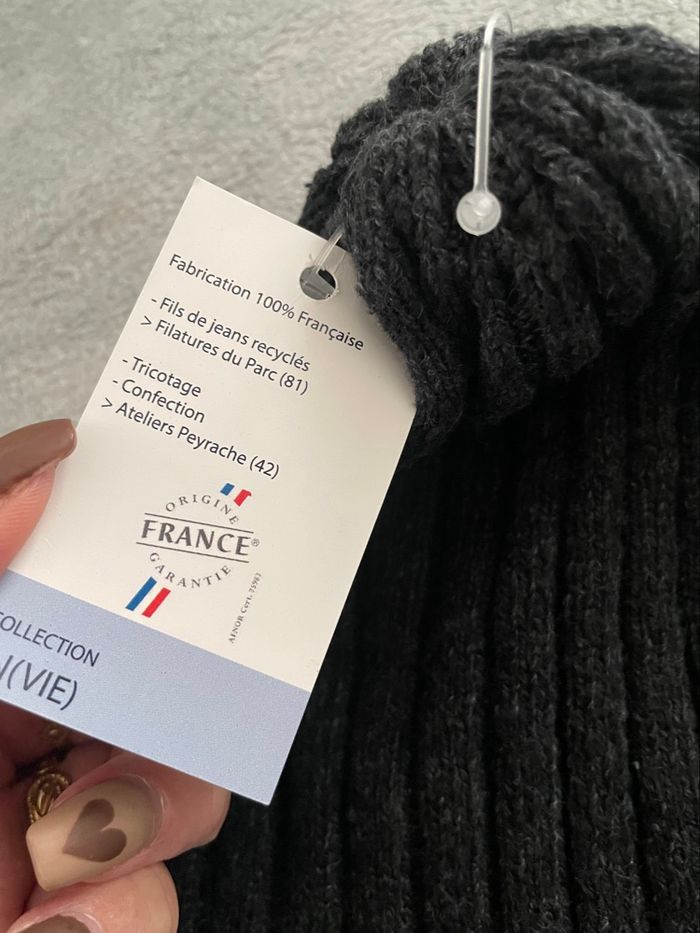 Fabrication 100% Française
- Fils de jeans recyclés
> Filatures du Parc (81)
- Tricotage
- Confection
> Ateliers Peyrache (42)
ORIGINE
FRANCE®
GARANTIE
(VIE)